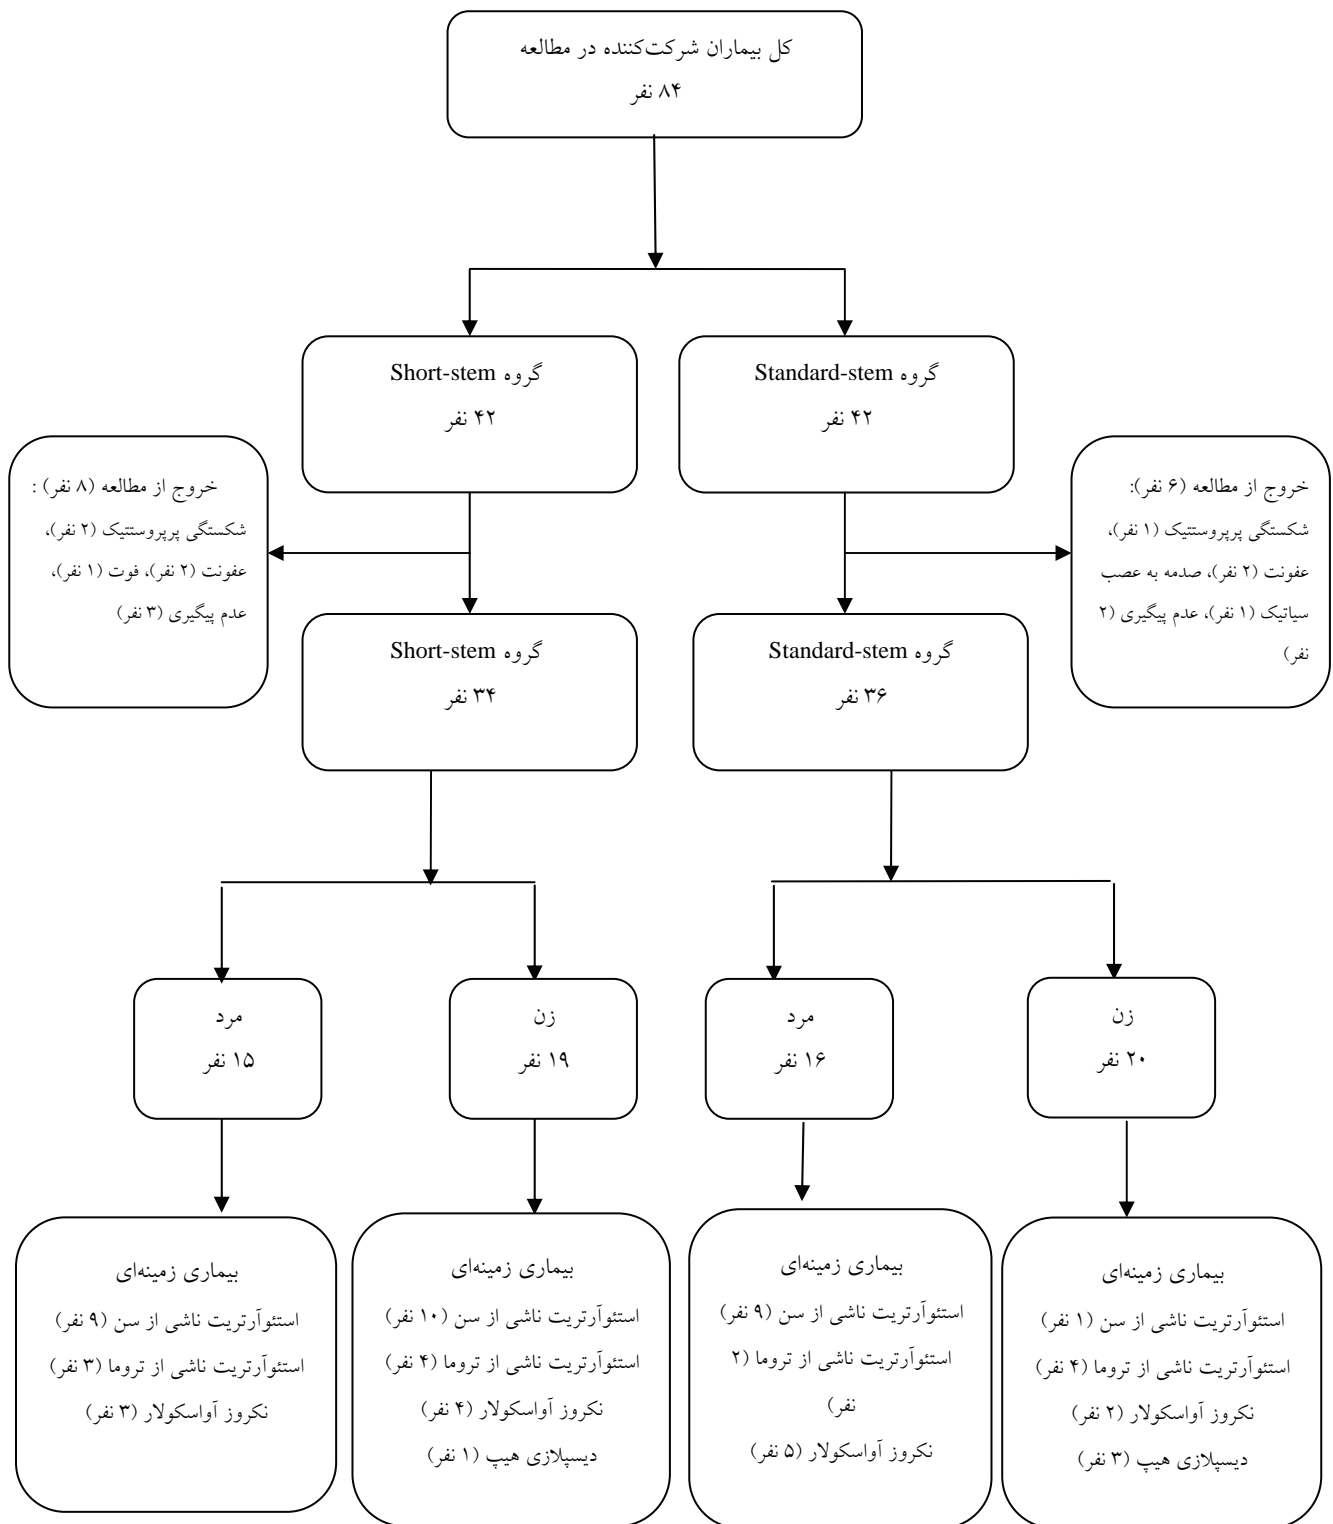 کل بیماران شرکت‌کننده در مطالعه
۸۴ نفر
گروه Standard-stem
۴۲ نفر
گروه Short-stem
۴۲ نفر
خروج از مطالعه (۶ نفر):
شکستگی پرپروستتیک (۱ نفر)،
عفونت (۲ نفر)، صدمه به عصب
سیاتیک (۱ نفر)، عدم پیگیری (۲
نفر)
خروج از مطالعه (۸ نفر) :
شکستگی پرپروستتیک (۲ نفر)،
عفونت (۲ نفر)، فوت (۱ نفر)،
عدم پیگیری (۳ نفر)
گروه Standard-stem
۳۶ نفر
گروه Short-stem
۳۴ نفر
زن
۲۰ نفر
مرد
۱۶ نفر
زن
۱۹ نفر
مرد
۱۵ نفر
بیماری زمینه‌ای
استئوآرتریت ناشی از سن (۱ نفر)
استئوآرتریت ناشی از تروما (۴ نفر)
نکروز آواسکولار (۲ نفر)
دیسپلازی هیپ (۳ نفر)
بیماری زمینه‌ای
استئوآرتریت ناشی از سن (۹ نفر)
استئوآرتریت ناشی از تروما (۲
نفر)
نکروز آواسکولار (۵ نفر)
بیماری زمینه‌ای
استئوآرتریت ناشی از سن (۱۰ نفر)
استئوآرتریت ناشی از تروما (۴ نفر)
نکروز آواسکولار (۴ نفر)
دیسپلازی هیپ (۱ نفر)
بیماری زمینه‌ای
استئوآرتریت ناشی از سن (۹ نفر)
استئوآرتریت ناشی از تروما (۳ نفر)
نکروز آواسکولار (۳ نفر)